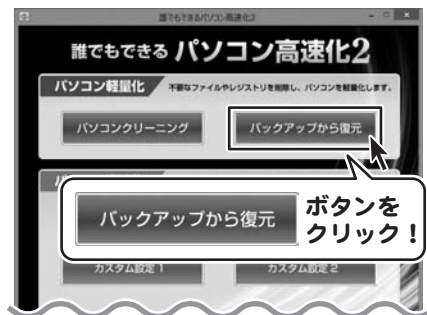 誰でもできるパソコン高速化2
誰でもできる パソコン高速化2
パソコン軽量化 不要なファイルやレジストリを削除し、パソコンを軽量化します。
パソコンクリーニング バックアップから復元
バックアップから復元 ボタンを
クリック!
カスタム設定1 カスタム設定2